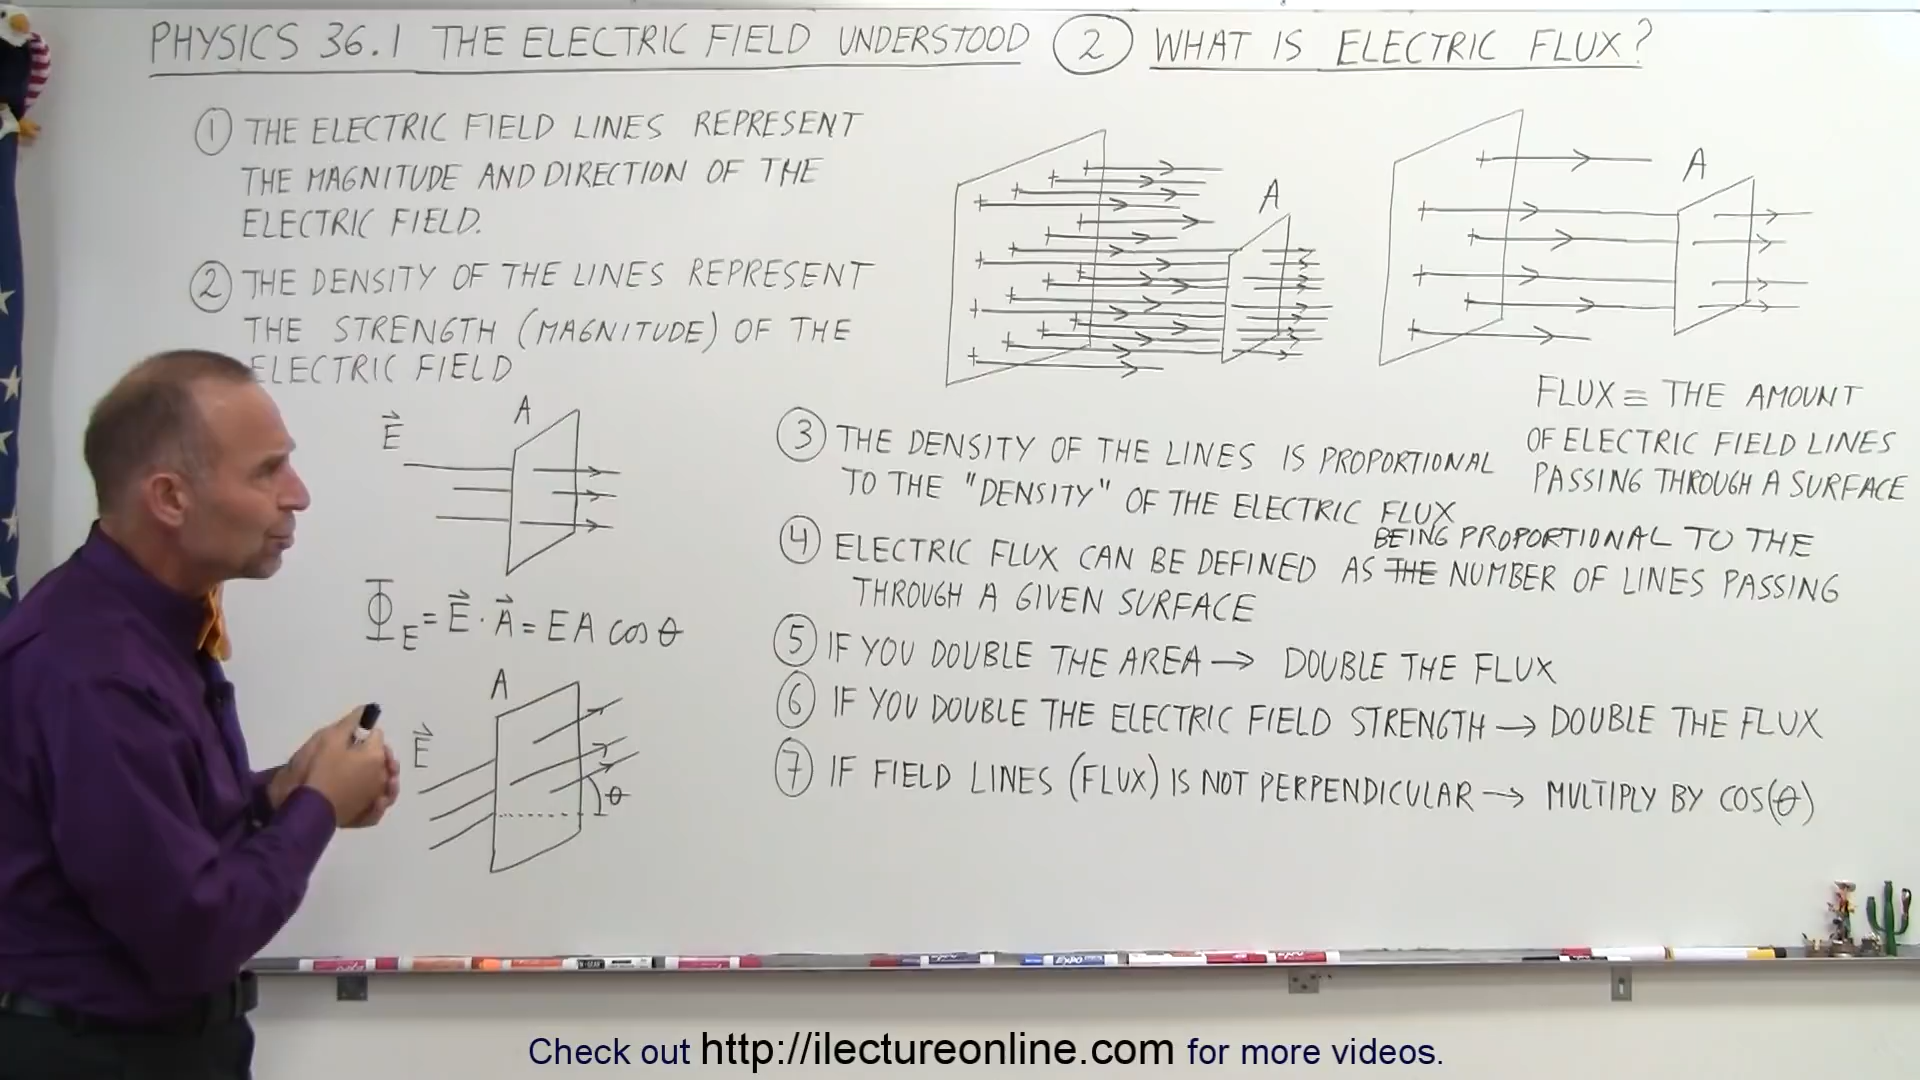 PHYSICS 36.1 THE ELECTRIC FIELD UNDERSTOOD ② WHAT IS ELECTRIC FLUX?
① THE ELECTRIC FIELD LINES REPRESENT
THE MAGNITUDE AND DIRECTION OF THE
ELECTRIC FIELD.
② THE DENSITY OF THE LINES REPRESENT
THE STRENGTH (MAGNITUDE) OF THE
ELECTRIC FIELD
A
A
FLUX ≡ THE AMOUNT
OF ELECTRIC FIELD LINES
PASSING THROUGH A SURFACE
E⃗
A
Φ_E = E⃗ · A⃗ = EA cos θ
A
E⃗
θ
③ THE DENSITY OF THE LINES IS PROPORTIONAL
TO THE "DENSITY" OF THE ELECTRIC FLUX
BEING PROPORTIONAL TO THE
④ ELECTRIC FLUX CAN BE DEFINED AS THE NUMBER OF LINES PASSING
THROUGH A GIVEN SURFACE
⑤ IF YOU DOUBLE THE AREA → DOUBLE THE FLUX
⑥ IF YOU DOUBLE THE ELECTRIC FIELD STRENGTH → DOUBLE THE FLUX
⑦ IF FIELD LINES (FLUX) IS NOT PERPENDICULAR → MULTIPLY BY COS(θ)
EXPO
Check out http://ilectureonline.com for more videos.